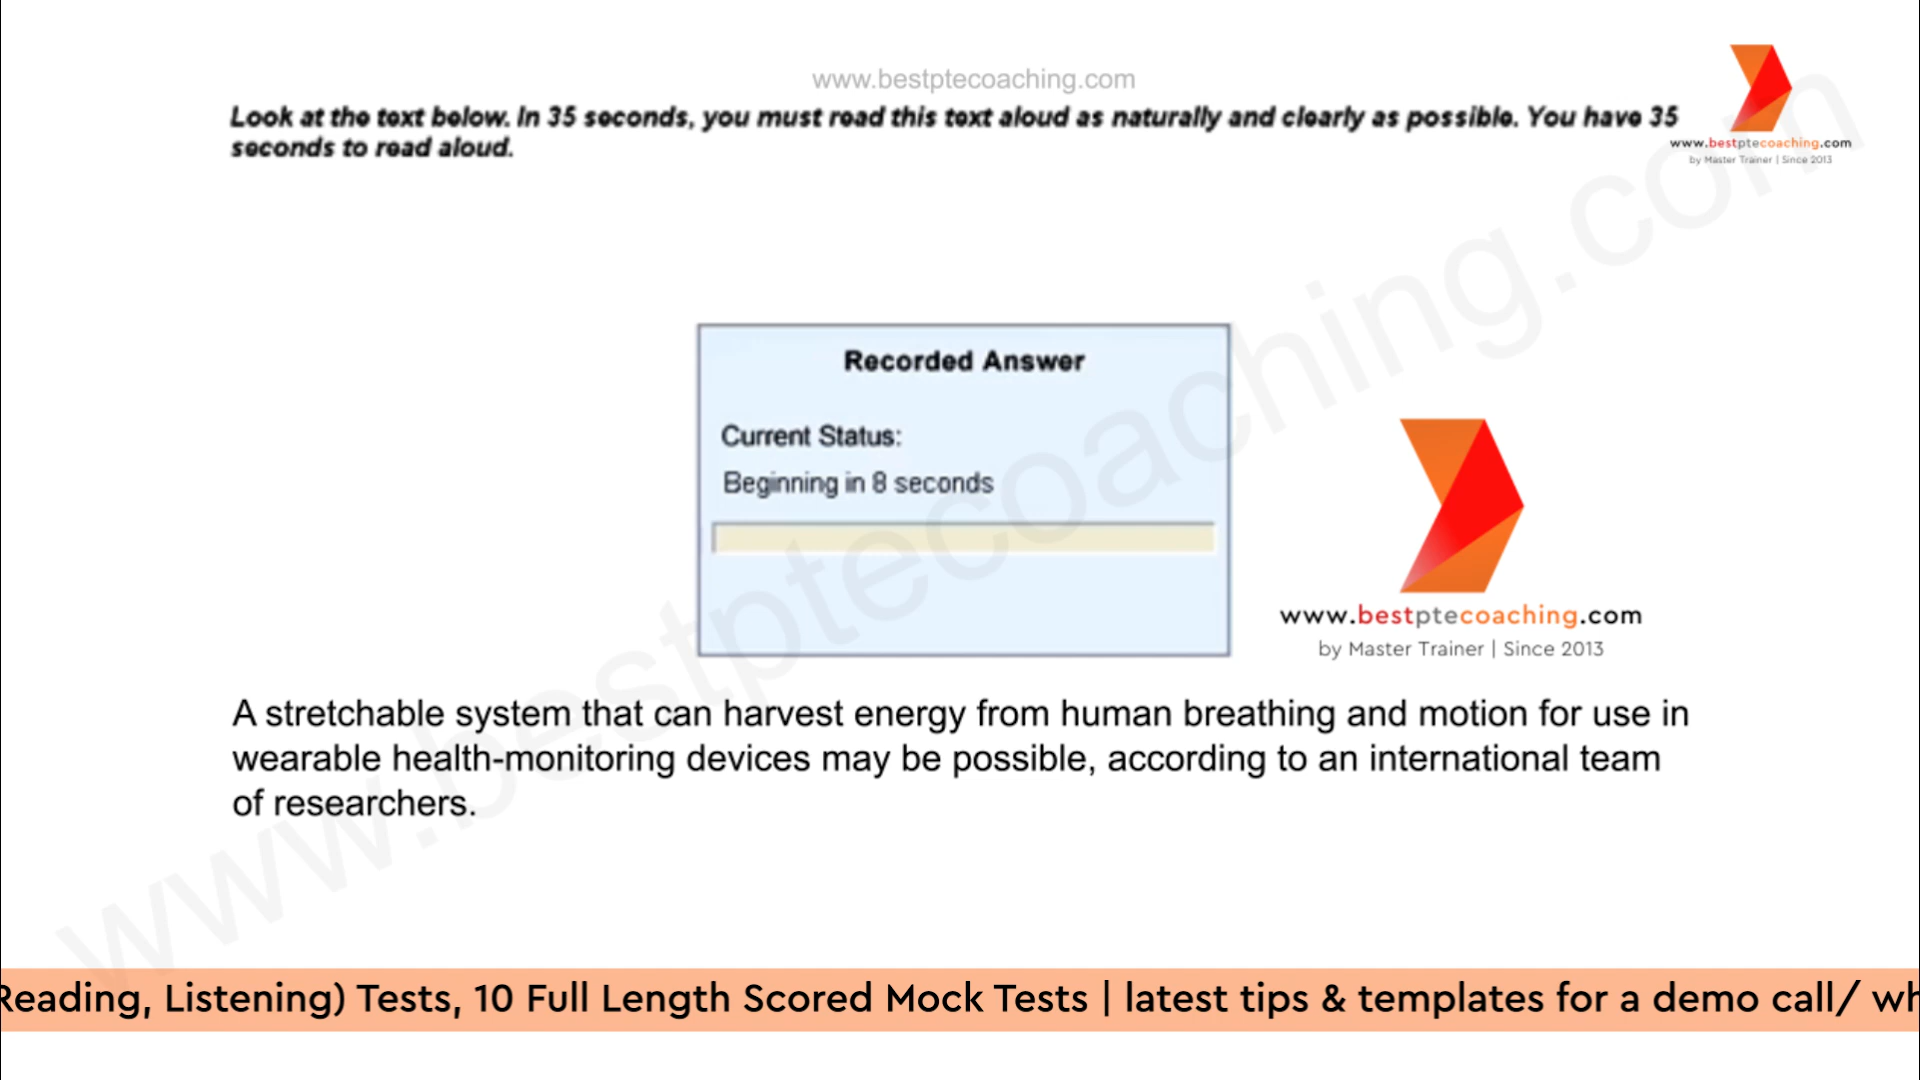 www.bestptecoaching.com
Look at the text below. In 35 seconds, you must read this text aloud as naturally and clearly as possible. You have 35
seconds to read aloud.
www.bestptecoaching.com
by Master Trainer | Since 2013
Recorded Answer
Current Status:
Beginning in 8 seconds
www.bestptecoaching.com
by Master Trainer | Since 2013
www.bestptecoaching.com
A stretchable system that can harvest energy from human breathing and motion for use in
wearable health-monitoring devices may be possible, according to an international team
of researchers.
Reading, Listening) Tests, 10 Full Length Scored Mock Tests | latest tips & templates for a demo call/ wh